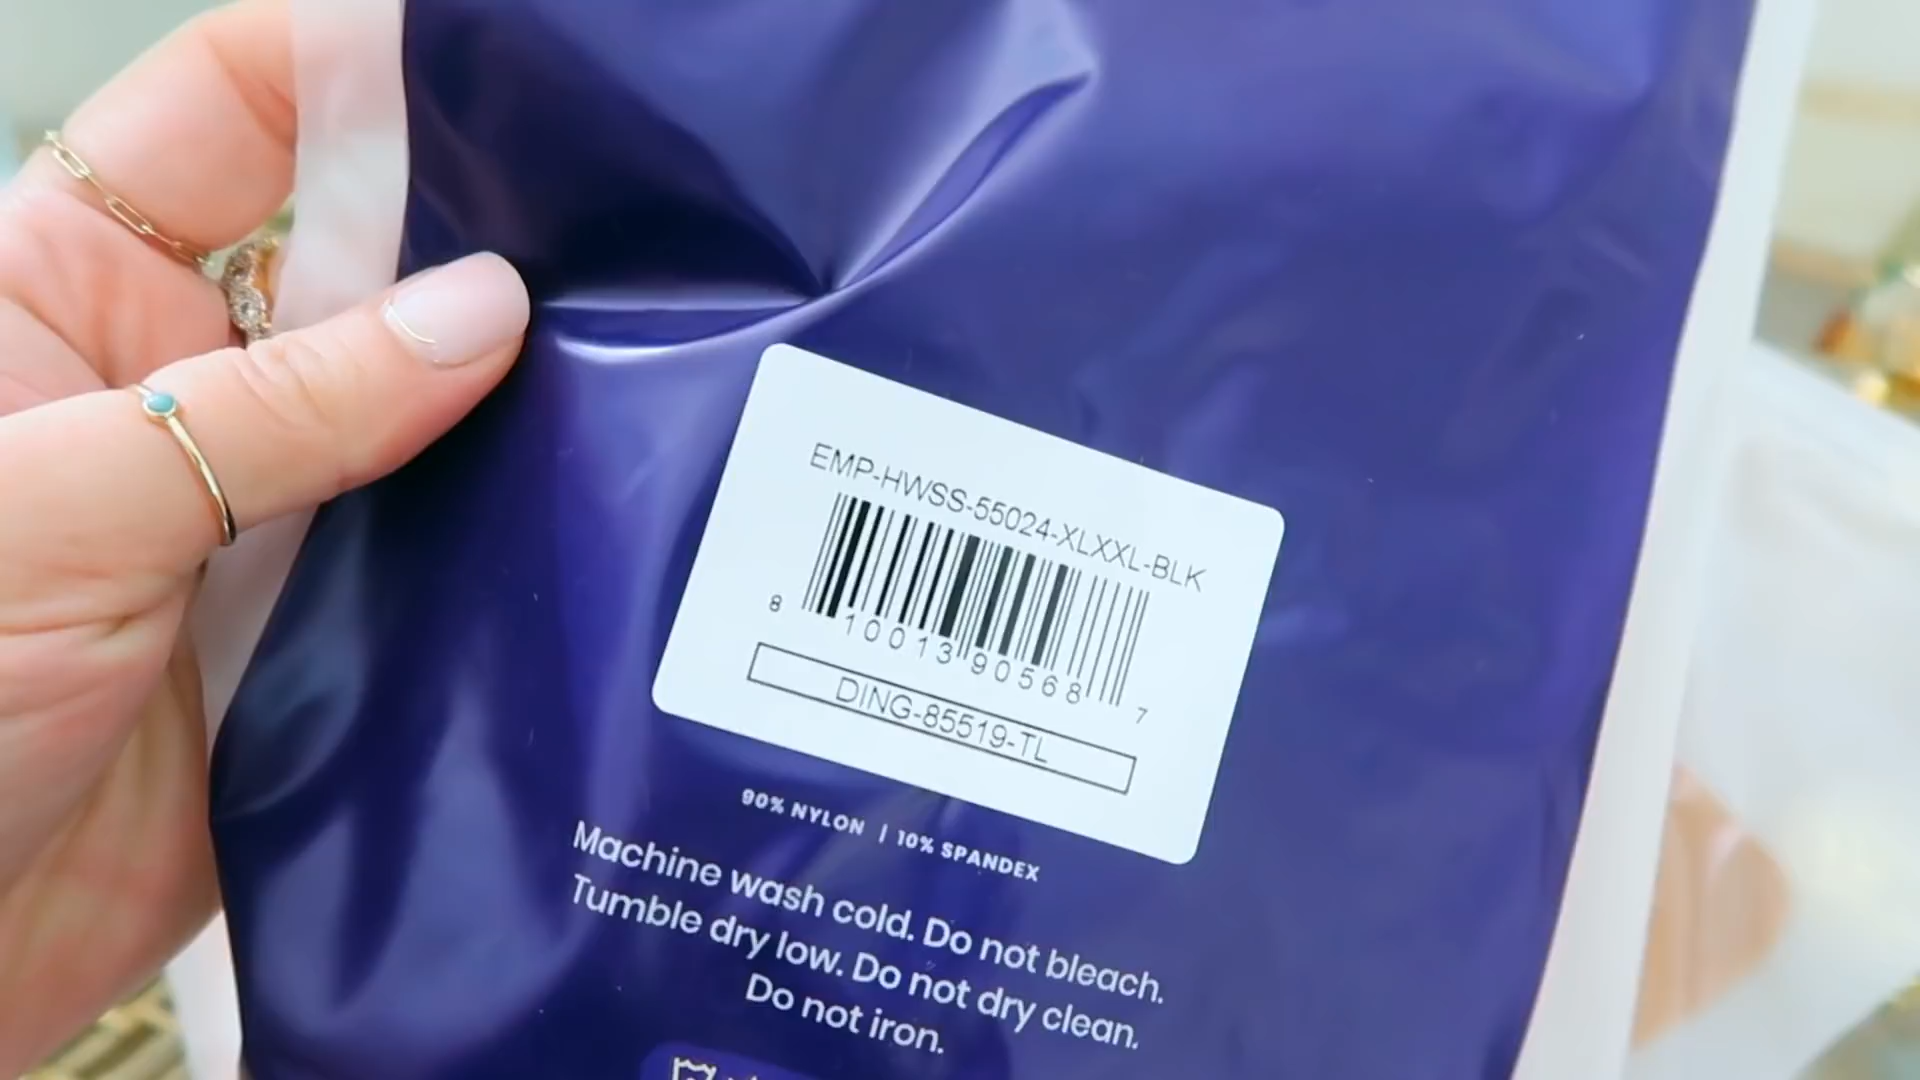 EMP-HWSS-55024-XLXXL-BLK
8 10013 90568 7
DING-85519-TL
90% NYLON | 10% SPANDEX
Machine wash cold. Do not bleach.
Tumble dry low. Do not dry clean.
Do not iron.